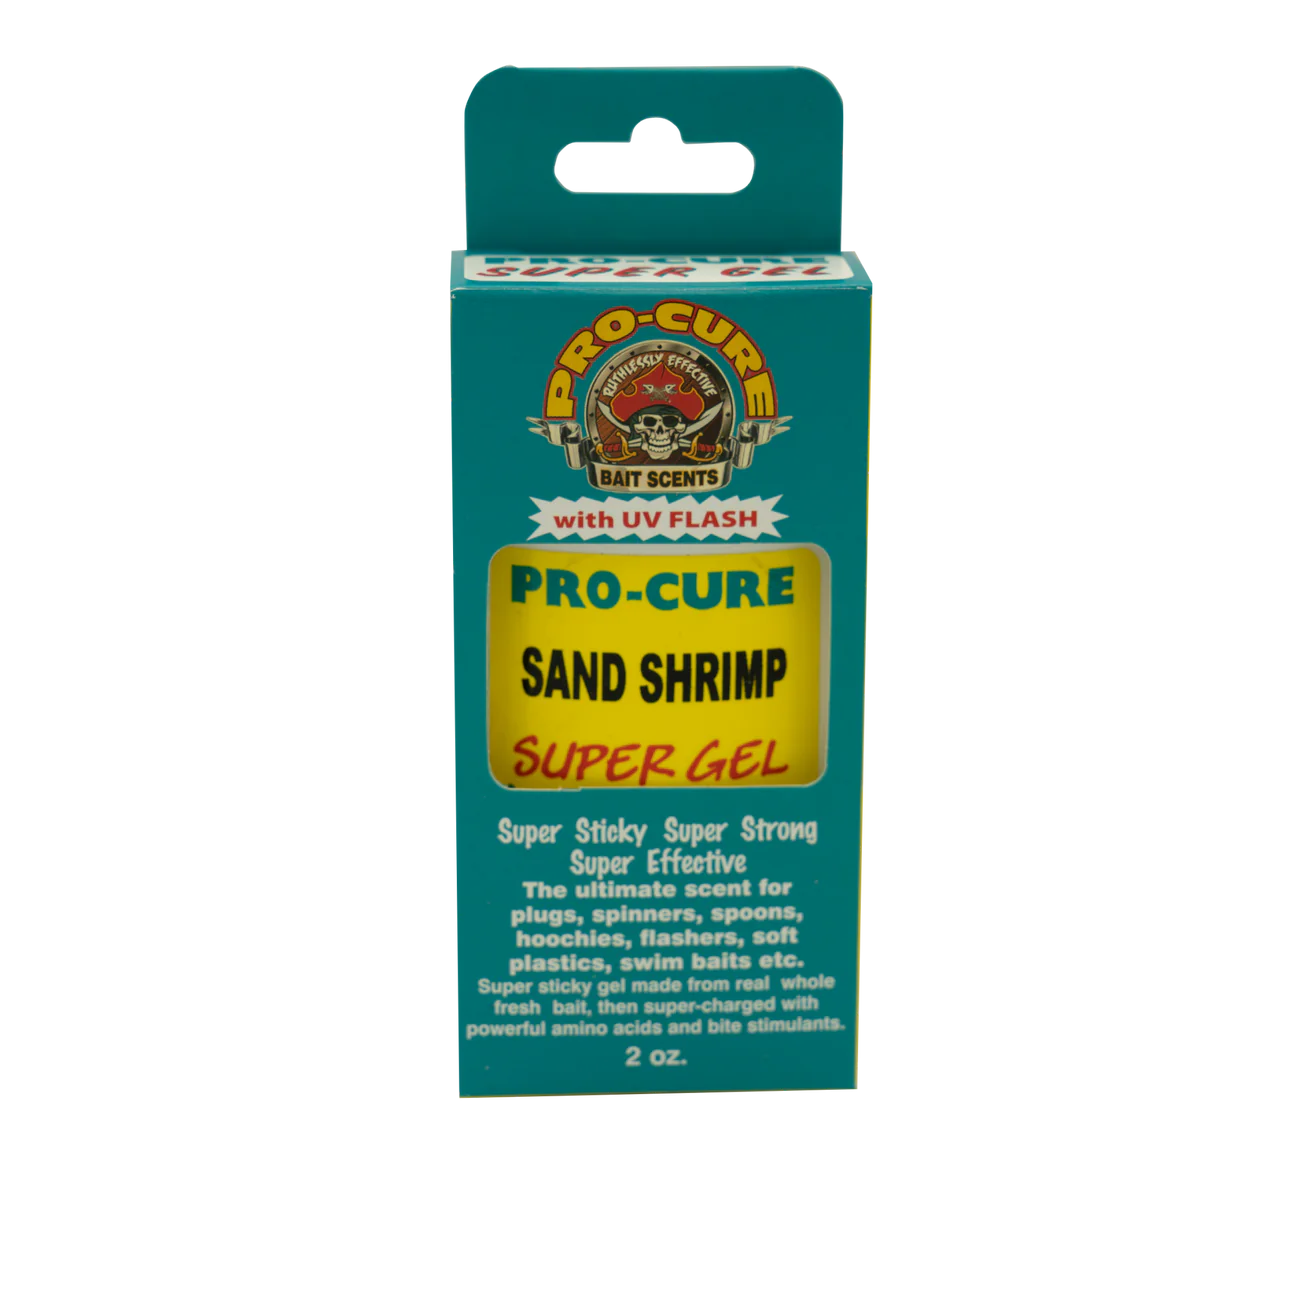 PRO-CURE
SUPER GEL
PRO-CURE
RUTHLESSLY EFFECTIVE
BAIT SCENTS
with UV FLASH
PRO-CURE
SAND SHRIMP
SUPER GEL
Super Sticky Super Strong
Super Effective
The ultimate scent for
plugs, spinners, spoons,
hoochies, flashers, soft
plastics, swim baits etc.
Super sticky gel made from real whole
fresh bait, then super-charged with
powerful amino acids and bite stimulants.
2 oz.